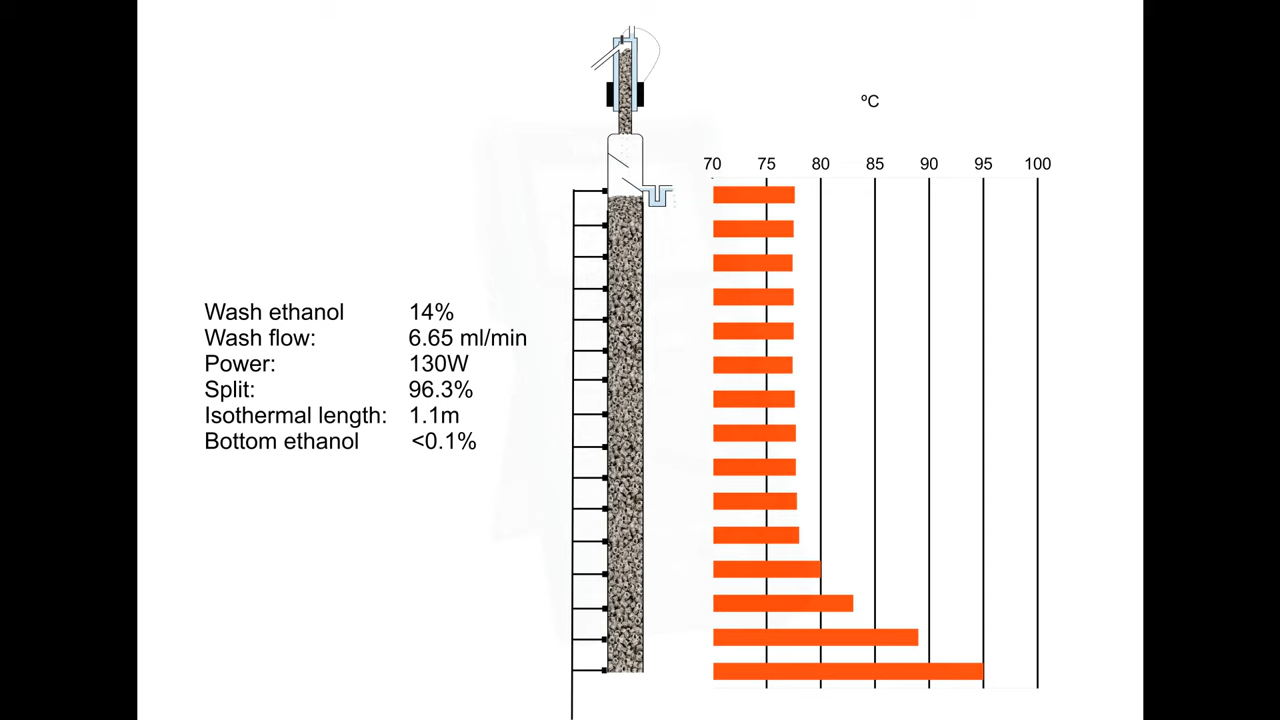 ºC
70 75 80 85 90 95 100
Wash ethanol 14%
Wash flow: 6.65 ml/min
Power: 130W
Split: 96.3%
Isothermal length: 1.1m
Bottom ethanol <0.1%